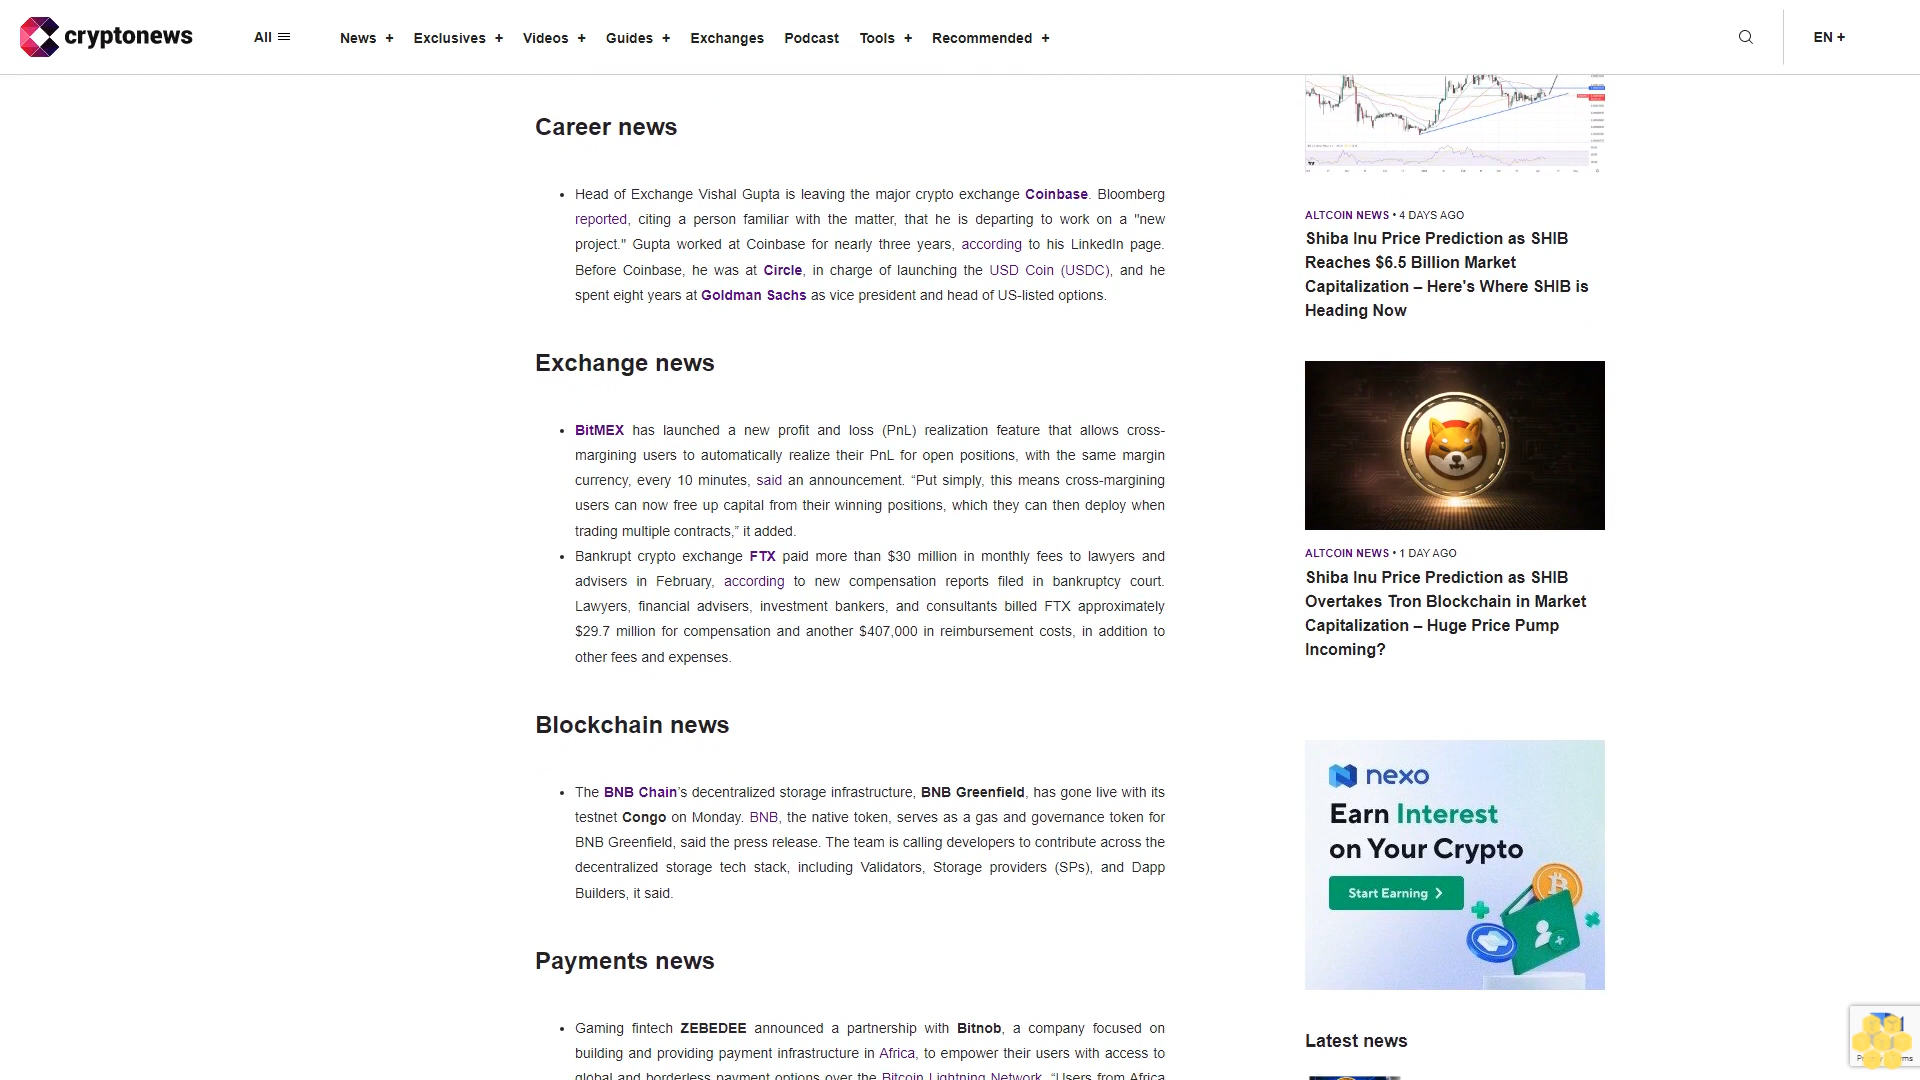 cryptonews
All
News +
Exclusives +
Videos +
Guides +
Exchanges
Podcast
Tools +
Recommended +
EN +
Career news
• Head of Exchange Vishal Gupta is leaving the major crypto exchange Coinbase. Bloomberg
reported, citing a person familiar with the matter, that he is departing to work on a "new
project." Gupta worked at Coinbase for nearly three years, according to his LinkedIn page.
Before Coinbase, he was at Circle, in charge of launching the USD Coin (USDC), and he
spent eight years at Goldman Sachs as vice president and head of US-listed options.
Exchange news
• BitMEX has launched a new profit and loss (PnL) realization feature that allows cross-
margining users to automatically realize their PnL for open positions, with the same margin
currency, every 10 minutes, said an announcement. “Put simply, this means cross-margining
users can now free up capital from their winning positions, which they can then deploy when
trading multiple contracts,” it added.
• Bankrupt crypto exchange FTX paid more than $30 million in monthly fees to lawyers and
advisers in February, according to new compensation reports filed in bankruptcy court.
Lawyers, financial advisers, investment bankers, and consultants billed FTX approximately
$29.7 million for compensation and another $407,000 in reimbursement costs, in addition to
other fees and expenses.
Blockchain news
• The BNB Chain’s decentralized storage infrastructure, BNB Greenfield, has gone live with its
testnet Congo on Monday. BNB, the native token, serves as a gas and governance token for
BNB Greenfield, said the press release. The team is calling developers to contribute across the
decentralized storage tech stack, including Validators, Storage providers (SPs), and Dapp
Builders, it said.
Payments news
• Gaming fintech ZEBEDEE announced a partnership with Bitnob, a company focused on
building and providing payment infrastructure in Africa, to empower their users with access to
global and borderless payment options over the Bitcoin Lightning Network. “Users from Africa
ALTCOIN NEWS • 4 DAYS AGO
Shiba Inu Price Prediction as SHIB
Reaches $6.5 Billion Market
Capitalization – Here's Where SHIB is
Heading Now
ALTCOIN NEWS • 1 DAY AGO
Shiba Inu Price Prediction as SHIB
Overtakes Tron Blockchain in Market
Capitalization – Huge Price Pump
Incoming?
nexo
Earn Interest
on Your Crypto
Start Earning
Latest news